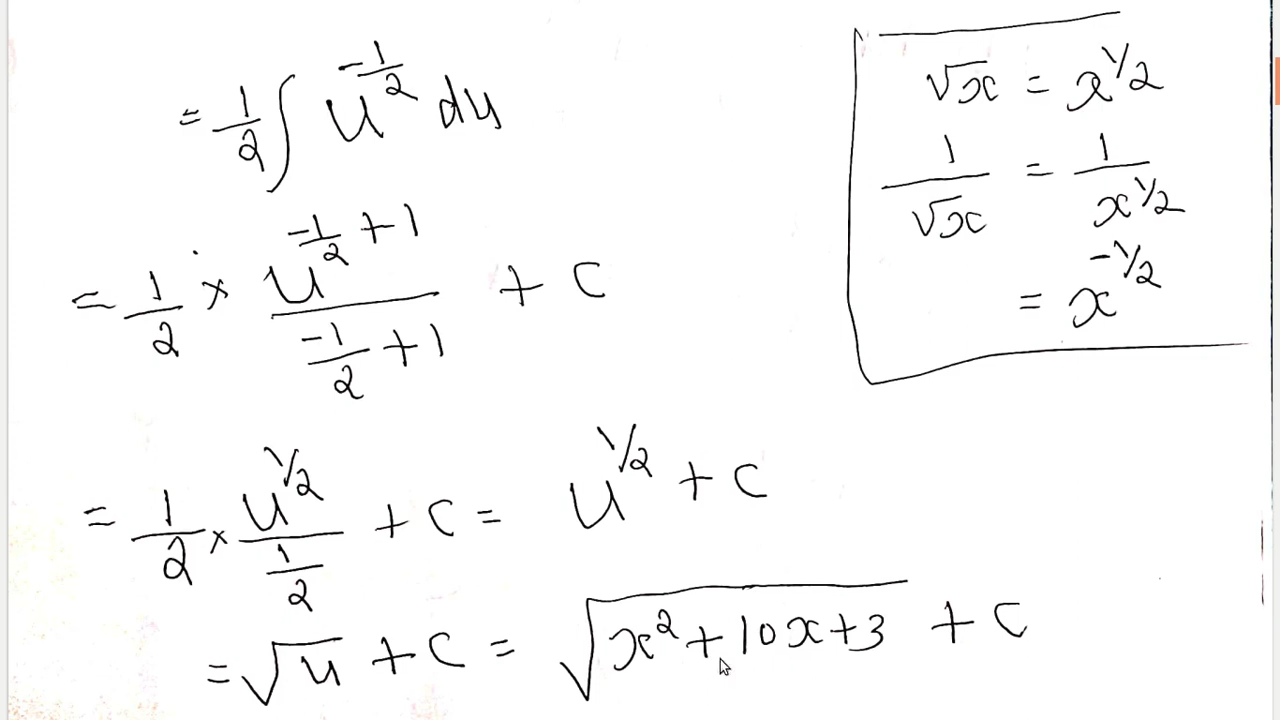 = 1/2 ∫ u^(-1/2) du
= 1/2 × u^(-1/2 + 1) / (-1/2 + 1) + c
= 1/2 × u^(1/2) / (1/2) + c = u^(1/2) + c
= √u + c = √(x² + 10x + 3) + c
√x = x^(1/2)
1/√x = 1/x^(1/2)
= x^(-1/2)